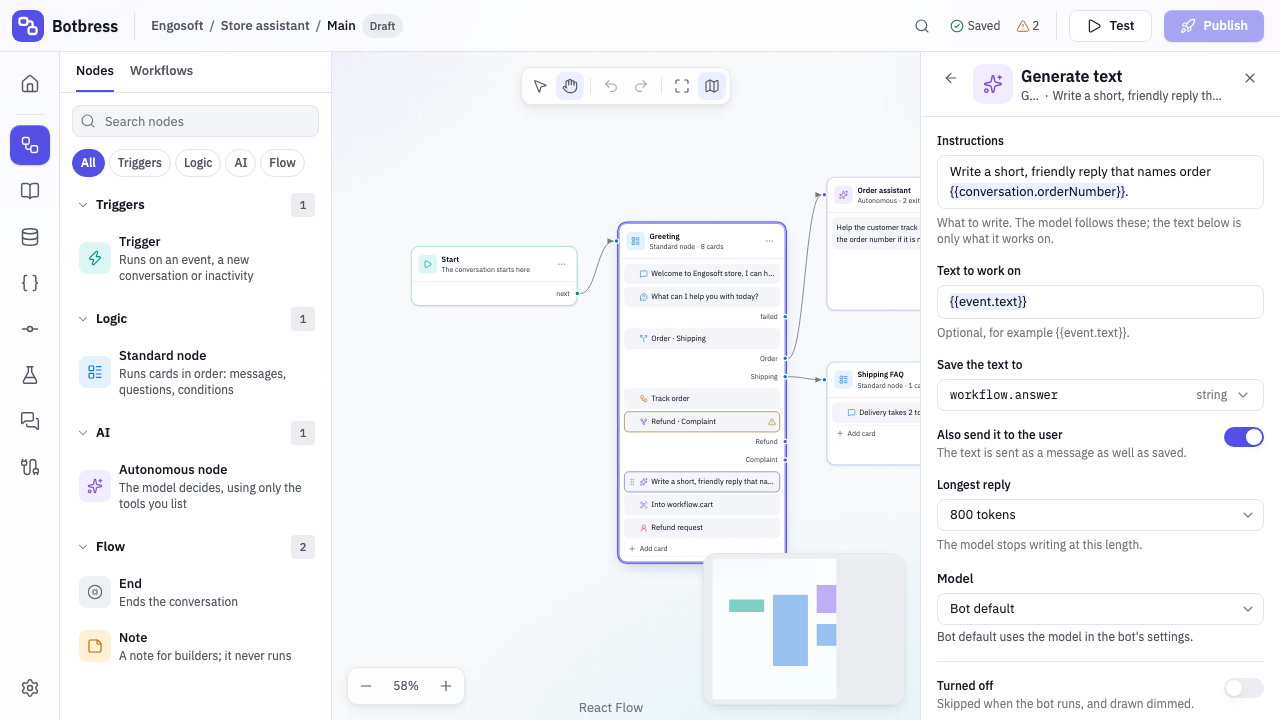 Botbress
Engosoft / Store assistant / Main
Draft
Saved
2
Test
Publish
Nodes
Workflows
Search nodes
All
Triggers
Logic
AI
Flow
Triggers
1
Trigger
Runs on an event, a new
conversation or inactivity
Logic
1
Standard node
Runs cards in order: messages,
questions, conditions
AI
1
Autonomous node
The model decides, using only the
tools you list
Flow
2
End
Ends the conversation
Note
A note for builders; it never runs
Start
The conversation starts here
next
Greeting
Standard node · 8 cards
Welcome to Engosoft store. I can h...
What can I help you with today?
failed
Order · Shipping
Order
Shipping
Track order
Refund · Complaint
Refund
Complaint
Write a short, friendly reply that na...
Into workflow.cart
Refund request
Add card
Order assistant
Autonomous · 2 exit
Help the customer track
the order number if it is
Shipping FAQ
Standard node · 1 ca
Delivery takes 2 to
Add card
58%
React Flow
Generate text
G... · Write a short, friendly reply th...
Instructions
Write a short, friendly reply that names order
{{conversation.orderNumber}}.
What to write. The model follows these; the text below is
only what it works on.
Text to work on
{{event.text}}
Optional, for example {{event.text}}.
Save the text to
workflow.answer
string
Also send it to the user
The text is sent as a message as well as saved.
Longest reply
800 tokens
The model stops writing at this length.
Model
Bot default
Bot default uses the model in the bot's settings.
Turned off
Skipped when the bot runs, and drawn dimmed.